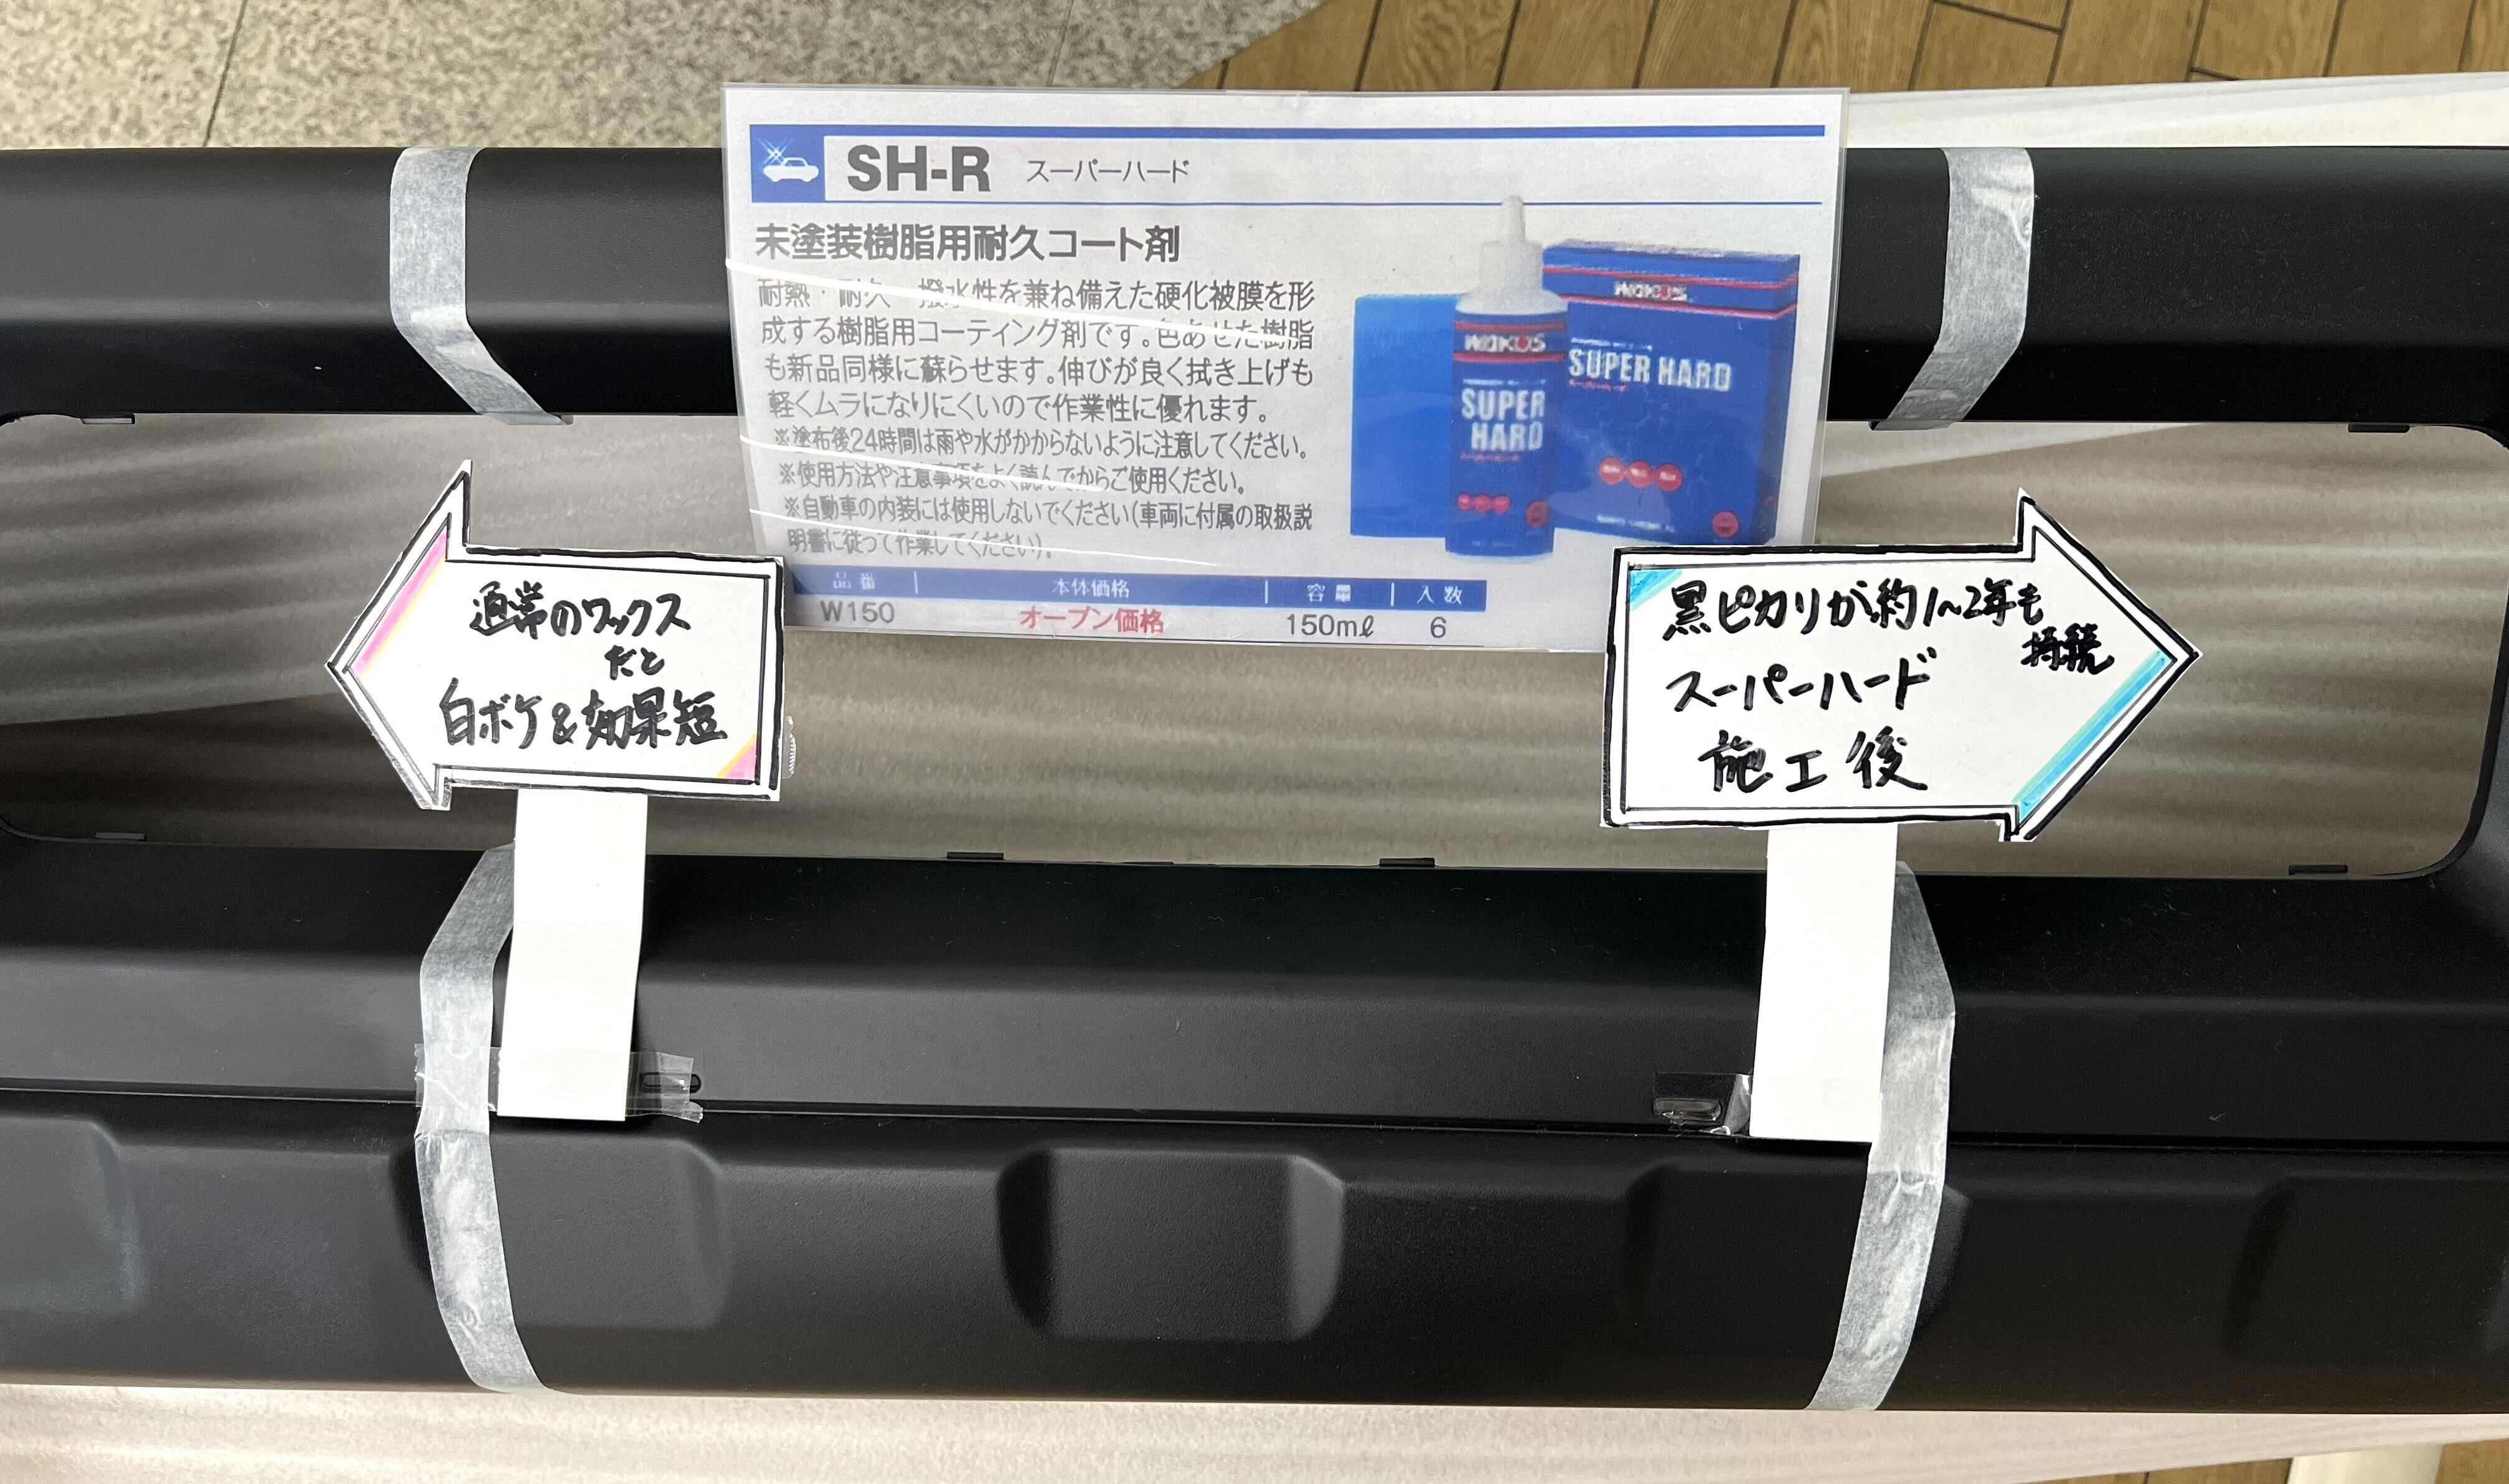 SH-R スーパーハード
未塗装樹脂用耐久コート剤
耐熱・耐久・撥水性を兼ね備えた硬化被膜を形
成する樹脂用コーティング剤です。色あせた樹脂
も新品同様に蘇らせます。伸びが良く拭き上げも
軽くムラになりにくいので作業性に優れます。
※塗布後24時間は雨や水がかからないように注意してください。
※使用方法や注意事項をよく読んでからご使用ください。
※自動車の内装には使用しないでください(車両に付属の取扱説
明書に従って作業してください)。
品番 本体価格 容量 入数
W150 オープン価格 150mℓ 6
WAKO'S
SUPER
HARD
WAKO'S
SUPER HARD
スーパーハード
通常のワックス
だと
白ボケ&効果短
黒ピカリが約1~2年も
持続
スーパーハード
施工後